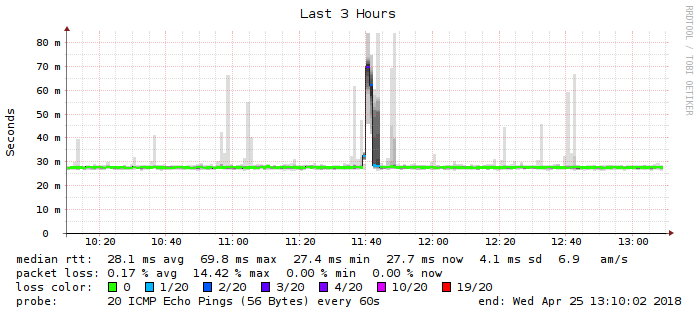 Last 3 Hours
RRDTOOL / TOBI OETIKER
Seconds
80 m
70 m
60 m
50 m
40 m
30 m
20 m
10 m
0
10:20 10:40 11:00 11:20 11:40 12:00 12:20 12:40 13:00
median rtt: 28.1 ms avg 69.8 ms max 27.4 ms min 27.7 ms now 4.1 ms sd 6.9 am/s
packet loss: 0.17 % avg 14.42 % max 0.00 % min 0.00 % now
loss color: 0 1/20 2/20 3/20 4/20 10/20 19/20
probe: 20 ICMP Echo Pings (56 Bytes) every 60s end: Wed Apr 25 13:10:02 2018